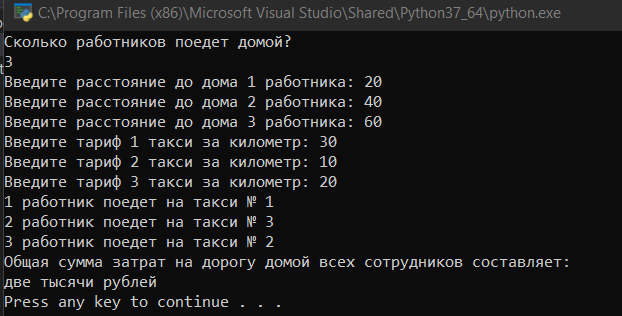 C:\Program Files (x86)\Microsoft Visual Studio\Shared\Python37_64\python.exe
Сколько работников поедет домой?
3
Введите расстояние до дома 1 работника: 20
Введите расстояние до дома 2 работника: 40
Введите расстояние до дома 3 работника: 60
Введите тариф 1 такси за километр: 30
Введите тариф 2 такси за километр: 10
Введите тариф 3 такси за километр: 20
1 работник поедет на такси № 1
2 работник поедет на такси № 3
3 работник поедет на такси № 2
Общая сумма затрат на дорогу домой всех сотрудников составляет:
две тысячи рублей
Press any key to continue . . .